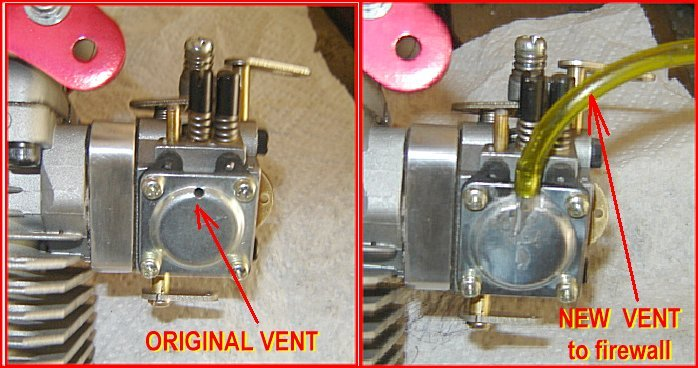 ORIGINAL VENT
NEW VENT
to firewall